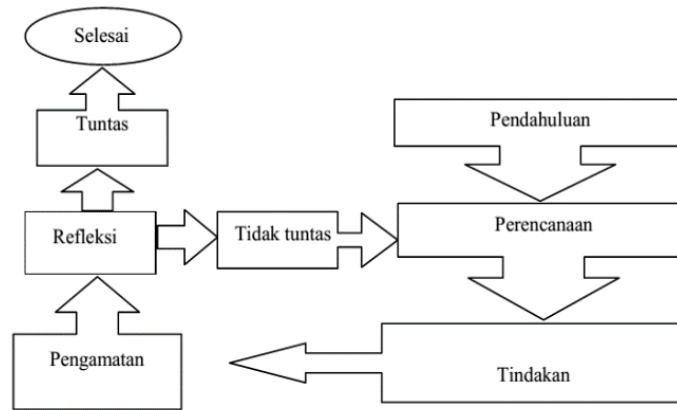 Selesai
Tuntas
Pendahuluan
Refleksi
Tidak tuntas
Perencanaan
Pengamatan
Tindakan